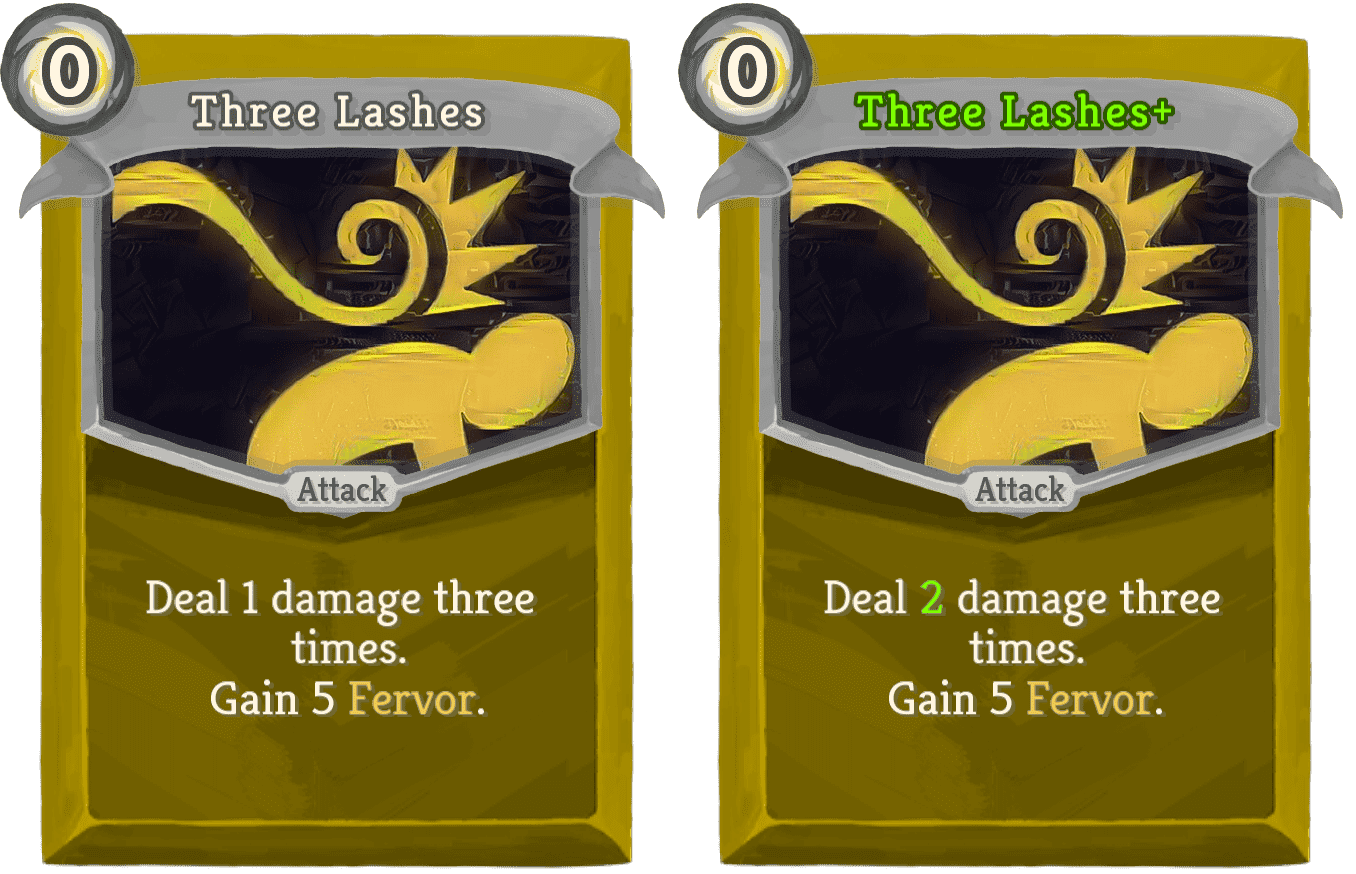 0
Three Lashes
Attack
Deal 1 damage three
times.
Gain 5 Fervor.
0
Three Lashes+
Attack
Deal 2 damage three
times.
Gain 5 Fervor.